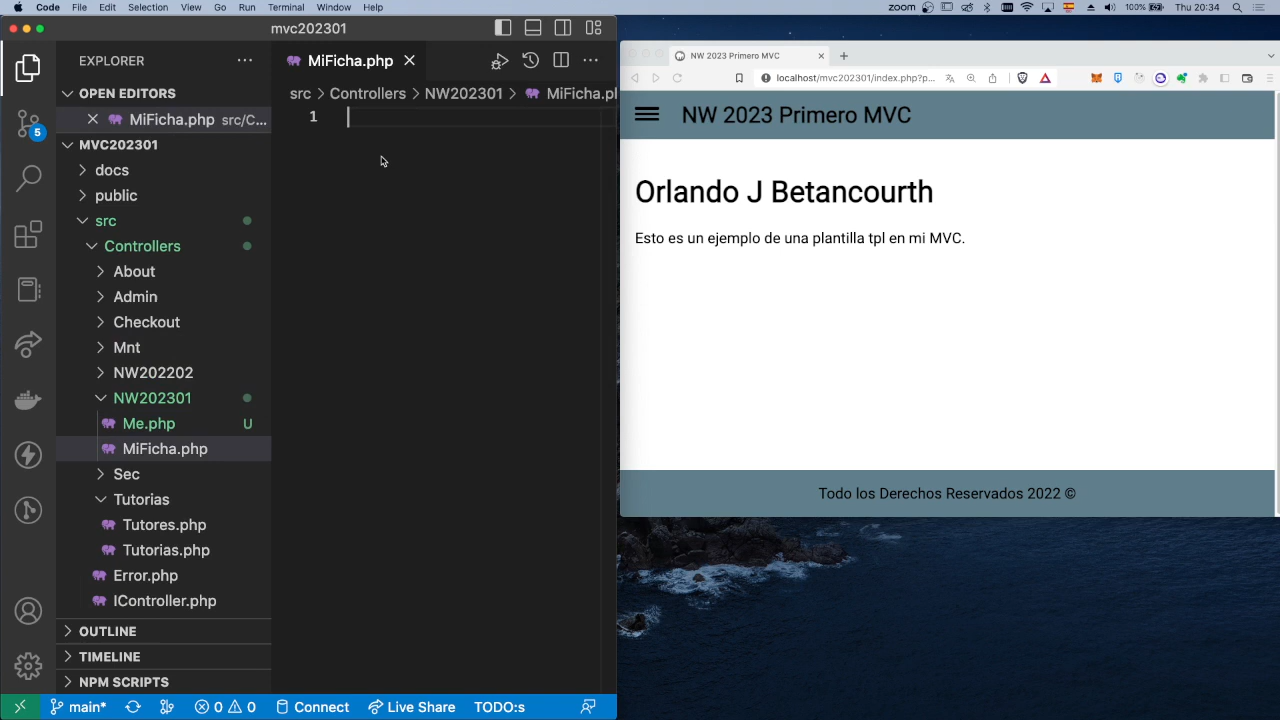 Code File Edit Selection View Go Run Terminal Window Help
100% Thu 20:34
mvc202301
EXPLORER
OPEN EDITORS
MiFicha.php src/C...
MVC202301
docs
public
src
Controllers
About
Admin
Checkout
Mnt
NW202202
NW202301
Me.php U
MiFicha.php
Sec
Tutorias
Tutores.php
Tutorias.php
Error.php
IController.php
OUTLINE
TIMELINE
NPM SCRIPTS
5
MiFicha.php
src > Controllers > NW202301 > MiFicha.pl
1
main* 0 0 Connect Live Share TODO:s
NW 2023 Primero MVC
localhost/mvc202301/index.php?p...
NW 2023 Primero MVC
Orlando J Betancourth
Esto es un ejemplo de una plantilla tpl en mi MVC.
Todo los Derechos Reservados 2022 ©